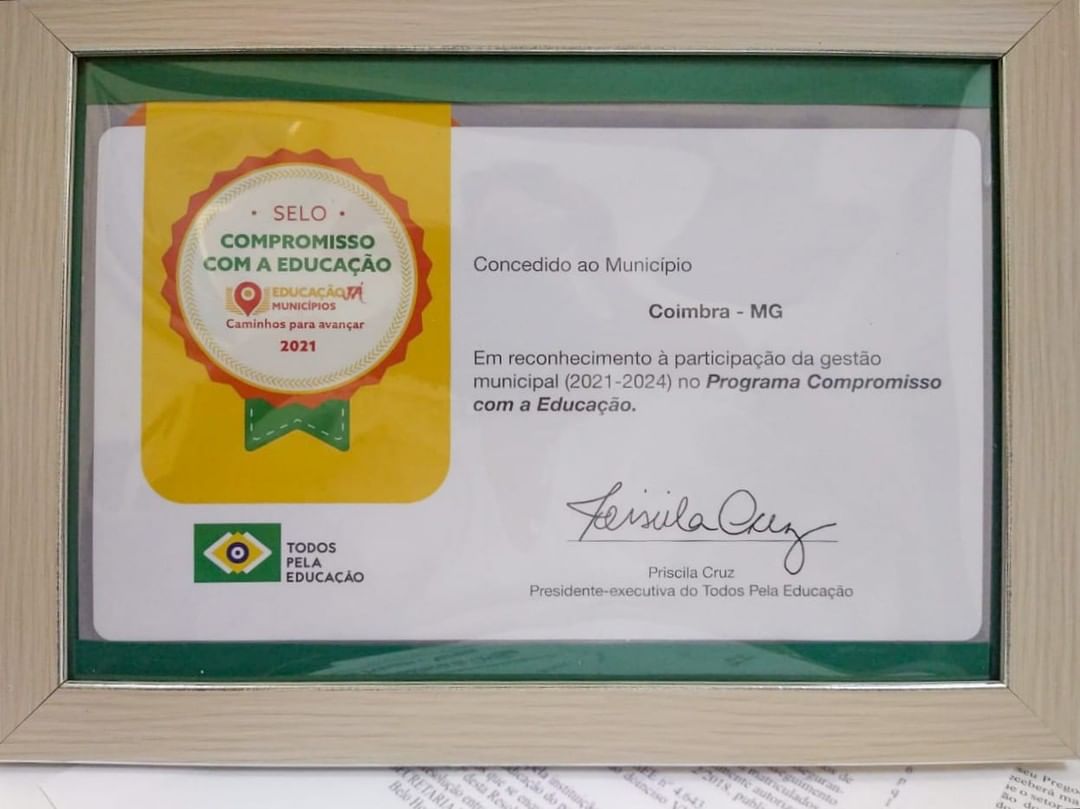 • SELO •
COMPROMISSO
COM A EDUCAÇÃO
EDUCAÇÃO JÁ
MUNICÍPIOS
Caminhos para avançar
2021
Concedido ao Município
Coimbra - MG
Em reconhecimento à participação da gestão
municipal (2021-2024) no Programa Compromisso
com a Educação.
Priscila Cruz
Priscila Cruz
Presidente-executiva do Todos Pela Educação
TODOS
PELA
EDUCAÇÃO